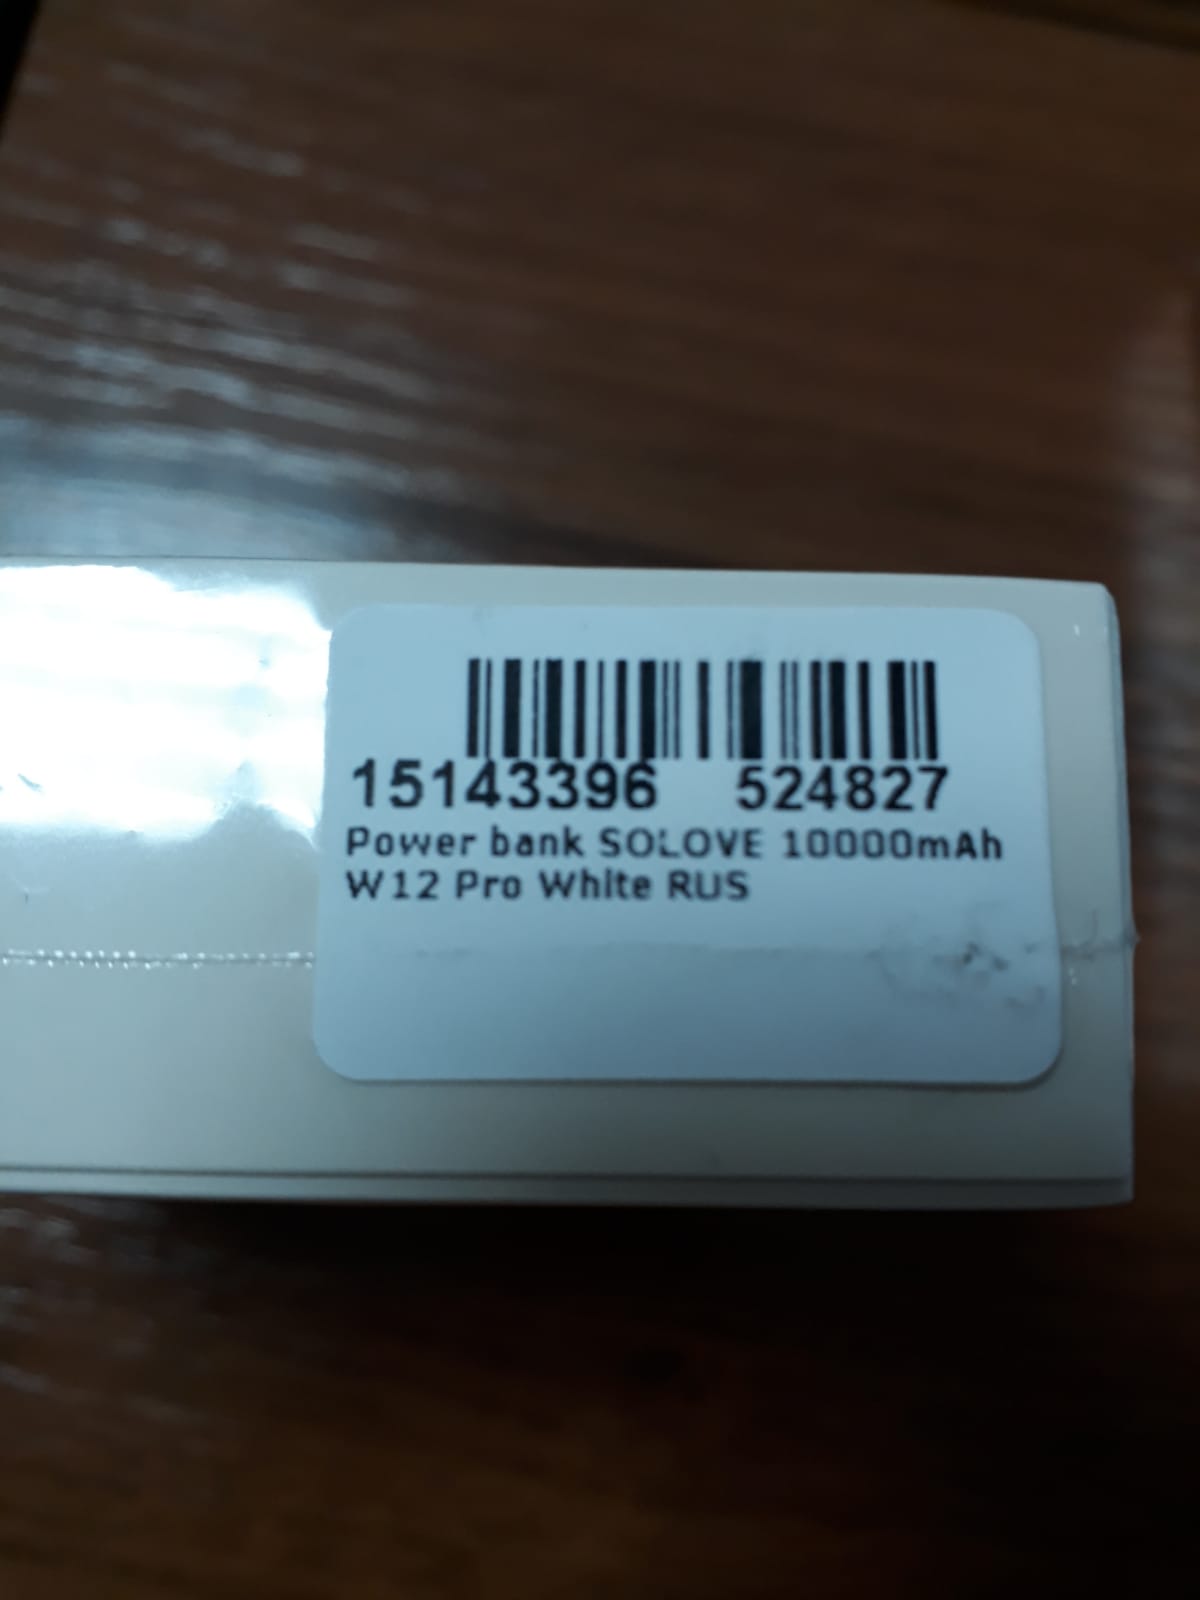 15143396 524827
Power bank SOLOVE 10000mAh
W12 Pro White RUS